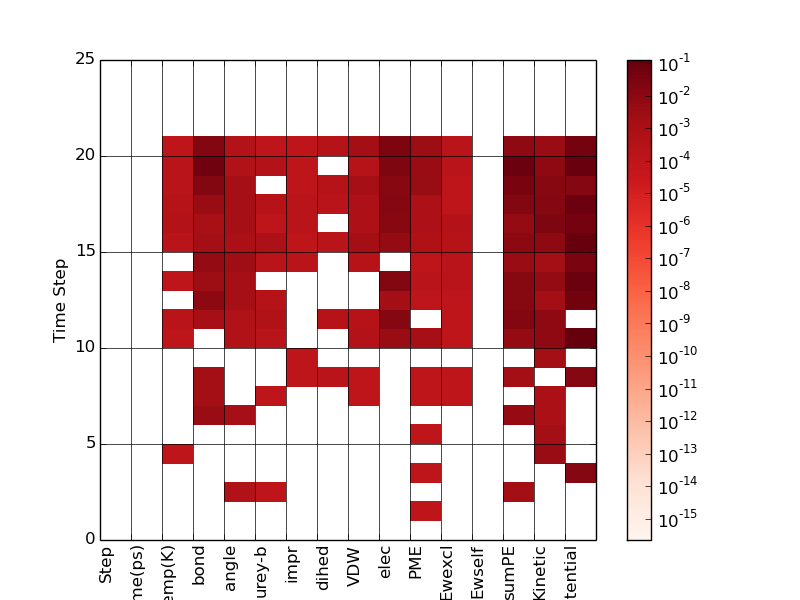 25
20
15
10
5
0
Time Step
Step
me(ps)
emp(K)
bond
angle
urey-b
impr
dihed
VDW
elec
PME
Ewexcl
Ewself
sumPE
Kinetic
tential
10^-1
10^-2
10^-3
10^-4
10^-5
10^-6
10^-7
10^-8
10^-9
10^-10
10^-11
10^-12
10^-13
10^-14
10^-15